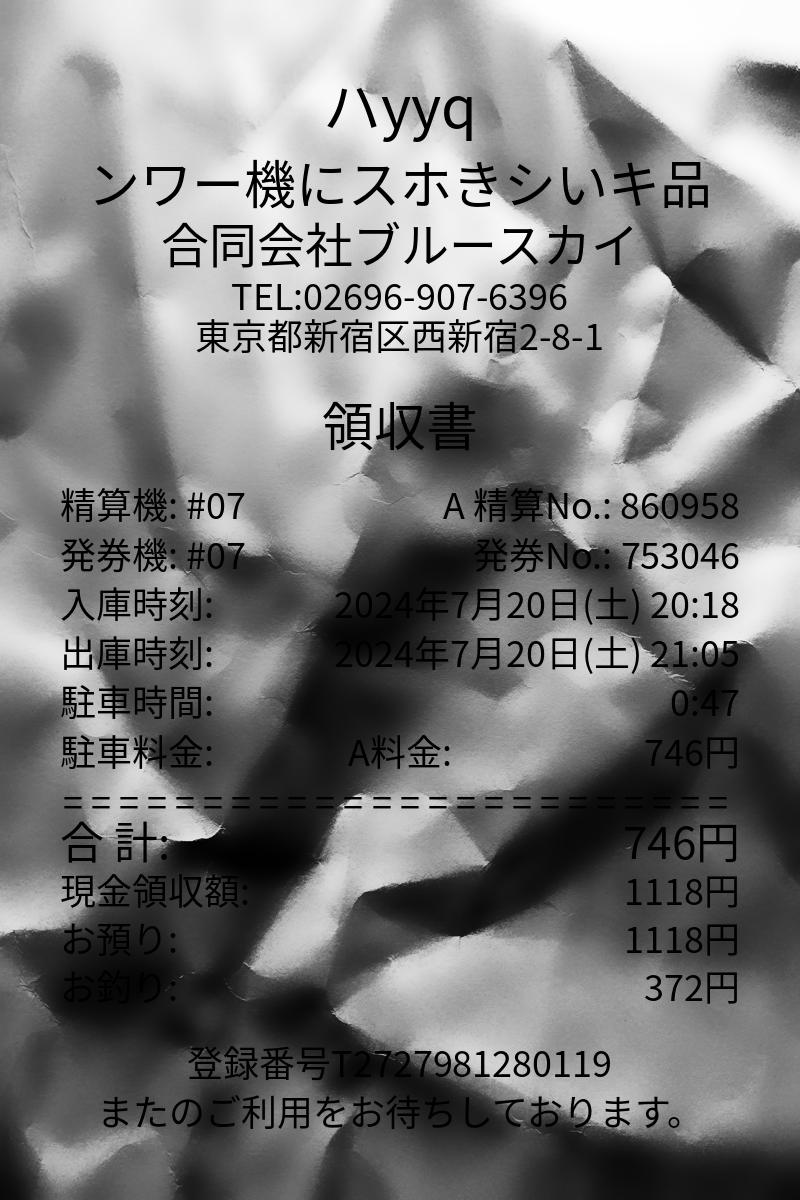 ハyyq
ンワー機にスホきシいキ品
合同会社ブルースカイ
TEL:02696-907-6396
東京都新宿区西新宿2-8-1
領収書
精算機: #07 A 精算No.: 860958
発券機: #07 発券No.: 753046
入庫時刻: 2024年7月20日(土) 20:18
出庫時刻: 2024年7月20日(土) 21:05
駐車時間: 0:47
駐車料金: A料金: 746円
========================
合 計: 746円
現金領収額: 1118円
お預り: 1118円
お釣り: 372円
登録番号T2727981280119
またのご利用をお待ちしております。